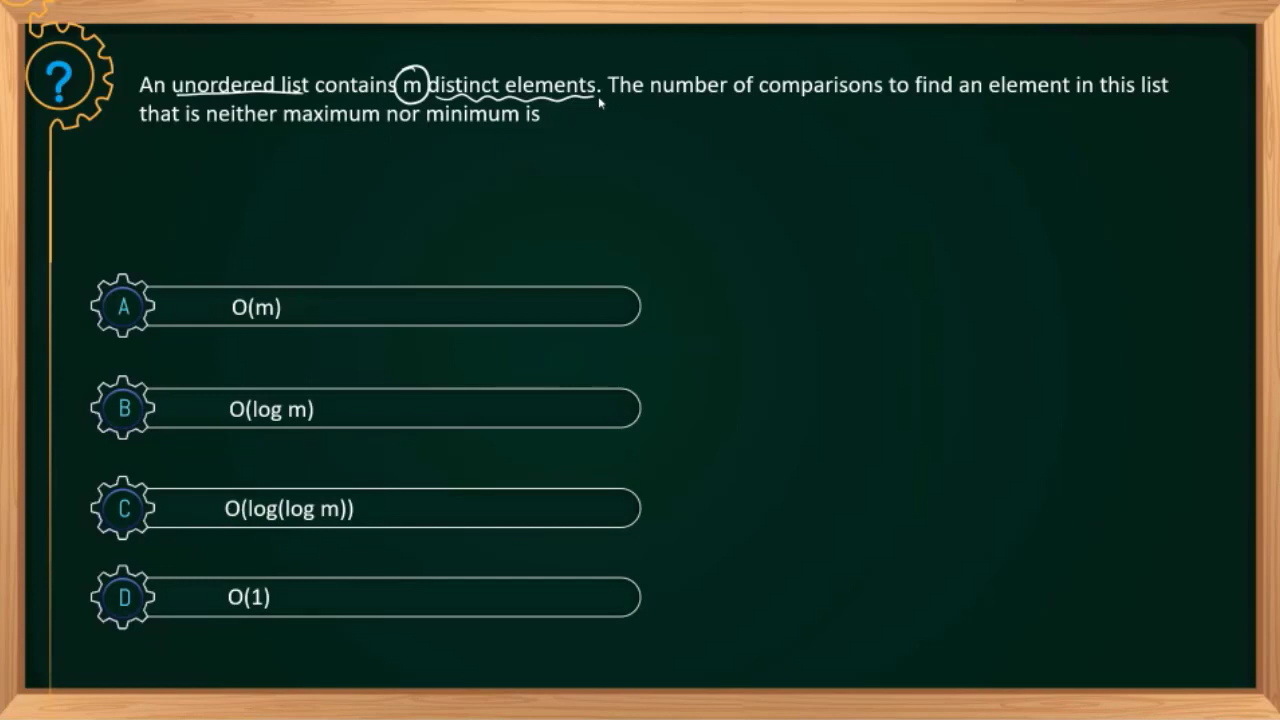 ?
An unordered list contains m distinct elements. The number of comparisons to find an element in this list
that is neither maximum nor minimum is
A O(m)
B O(log m)
C O(log(log m))
D O(1)